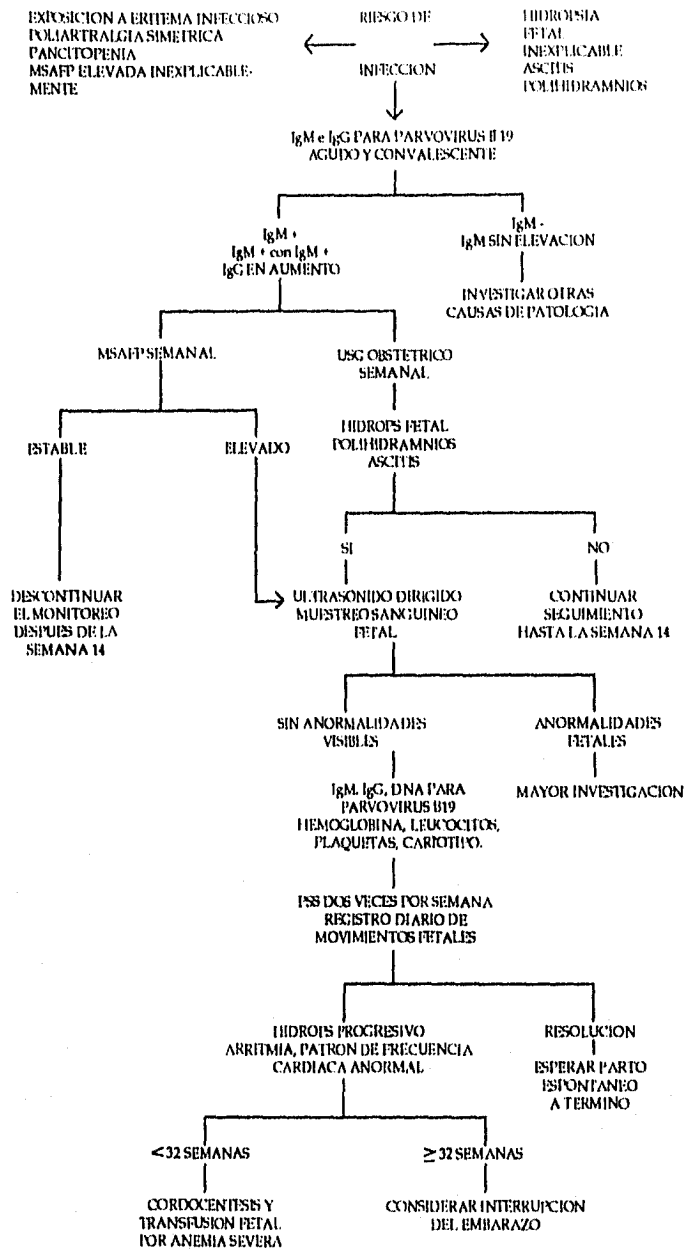 EXPOSICION A ERITEMA INFECCIOSO
POLIARTRALGIA SIMETRICA
PANCITOPENIA
MSAFP ELEVADA INEXPLICABLE-
MENTE
RIESGO DE
INFECCION
HIDROPSIA
FETAL
INEXPLICABLE
ASCITIS
POLIHIDRAMNIOS
IgM e IgG PARA PARVOVIRUS B19
AGUDO Y CONVALESCENTE
IgM +
IgM + con IgM +
IgG EN AUMENTO
IgM -
IgM SIN ELEVACION
INVESTIGAR OTRAS
CAUSAS DE PATOLOGIA
MSAFP SEMANAL
USG OBSTETRICO
SEMANAL
ESTABLE
ELEVADO
HIDROPS FETAL
POLIHIDRAMNIOS
ASCITIS
SI
NO
DESCONTINUAR
EL MONITOREO
DESPUES DE LA
SEMANA 14
ULTRASONIDO DIRIGIDO
MUESTREO SANGUINEO
FETAL
CONTINUAR
SEGUIMIENTO
HASTA LA SEMANA 14
SIN ANORMALIDADES
VISIBLES
ANORMALIDADES
FETALES
IgM, IgG, DNA PARA
PARVOVIRUS B19
HEMOGLOBINA, LEUCOCITOS,
PLAQUETAS, CARIOTIPO.
MAYOR INVESTIGACION
PSS DOS VECES POR SEMANA
REGISTRO DIARIO DE
MOVIMIENTOS FETALES
HIDROPS PROGRESIVO
ARRITMIA, PATRON DE FRECUENCIA
CARDIACA ANORMAL
RESOLUCION
ESPERAR PARTO
ESPONTANEO
A TERMINO
<32 SEMANAS
≥32 SEMANAS
CORDOCENTESIS Y
TRANSFUSION FETAL
POR ANEMIA SEVERA
CONSIDERAR INTERRUPCION
DEL EMBARAZO